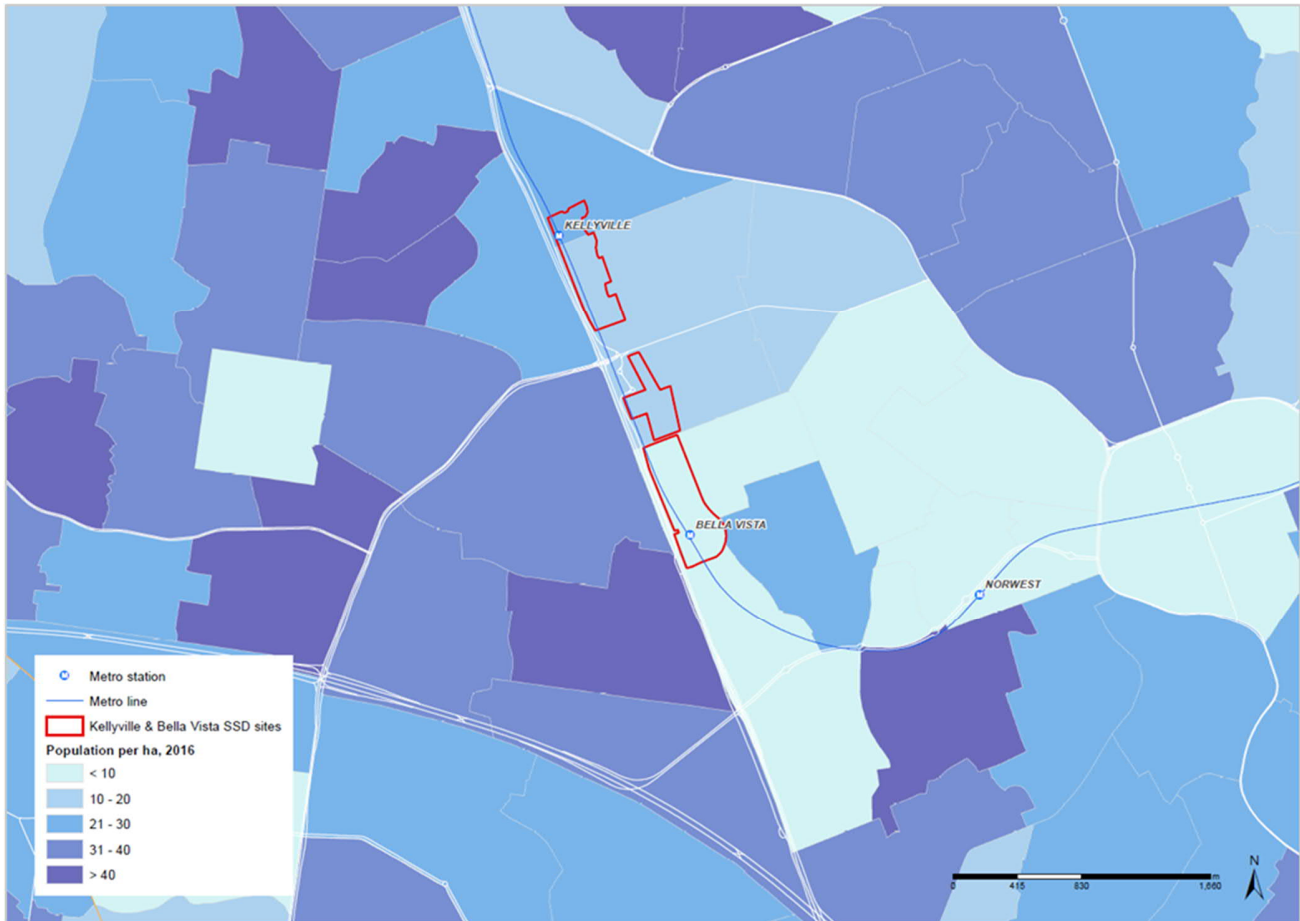 KELLYVILLE
BELLA VISTA
NORWEST
Metro station
Metro line
Kellyville & Bella Vista SSD sites
Population per ha, 2016
< 10
10 - 20
21 - 30
31 - 40
> 40
N
m
0 415 830 1,660